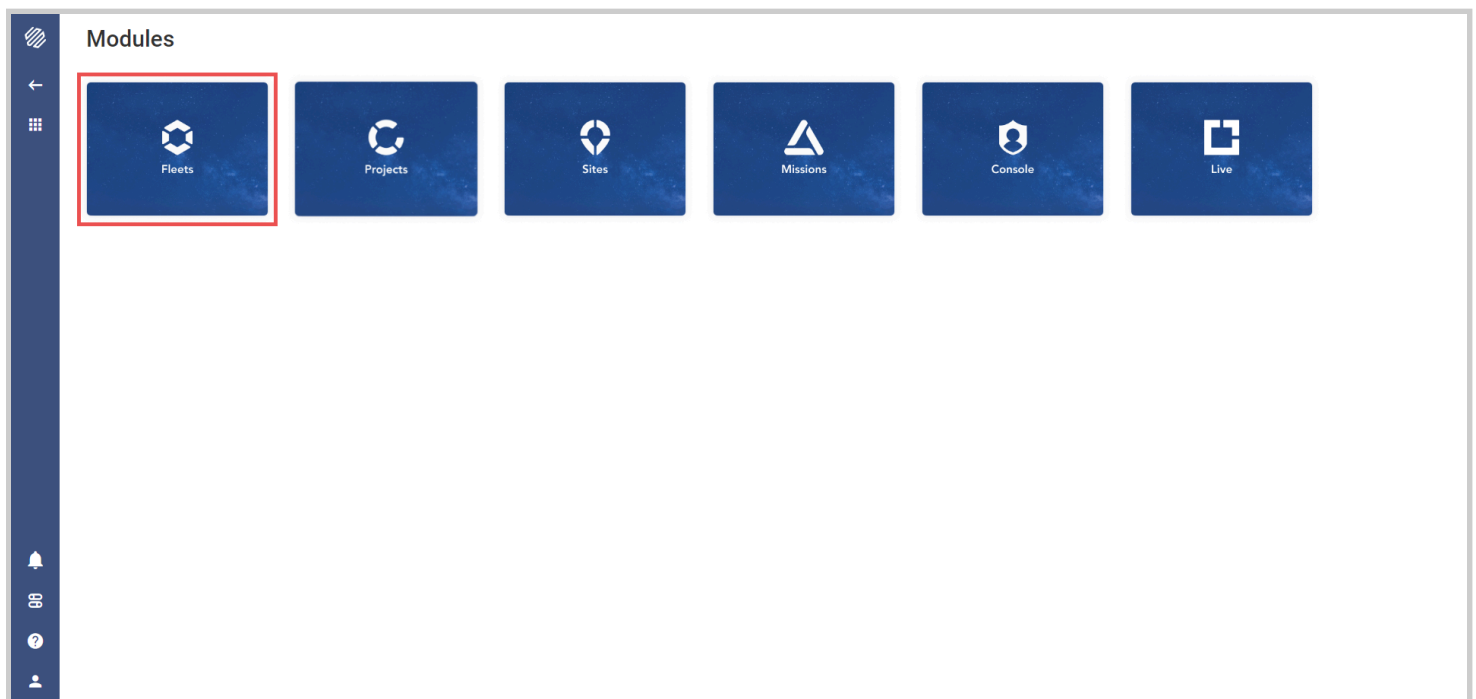 Modules
Fleets
Projects
Sites
Missions
Console
Live